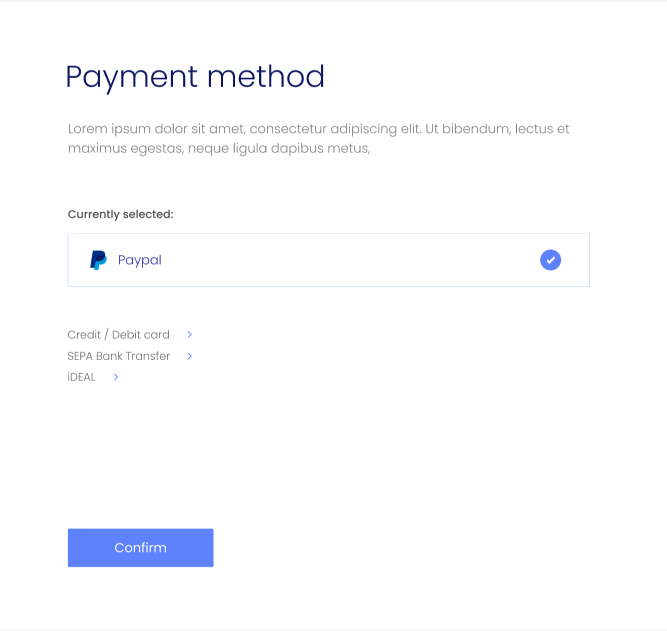 Payment method
Lorem ipsum dolor sit amet, consectetur adipiscing elit. Ut bibendum, lectus et
maximus egestas, neque ligula dapibus metus,
Currently selected:
Paypal
Credit / Debit card
SEPA Bank Transfer
iDEAL
Confirm